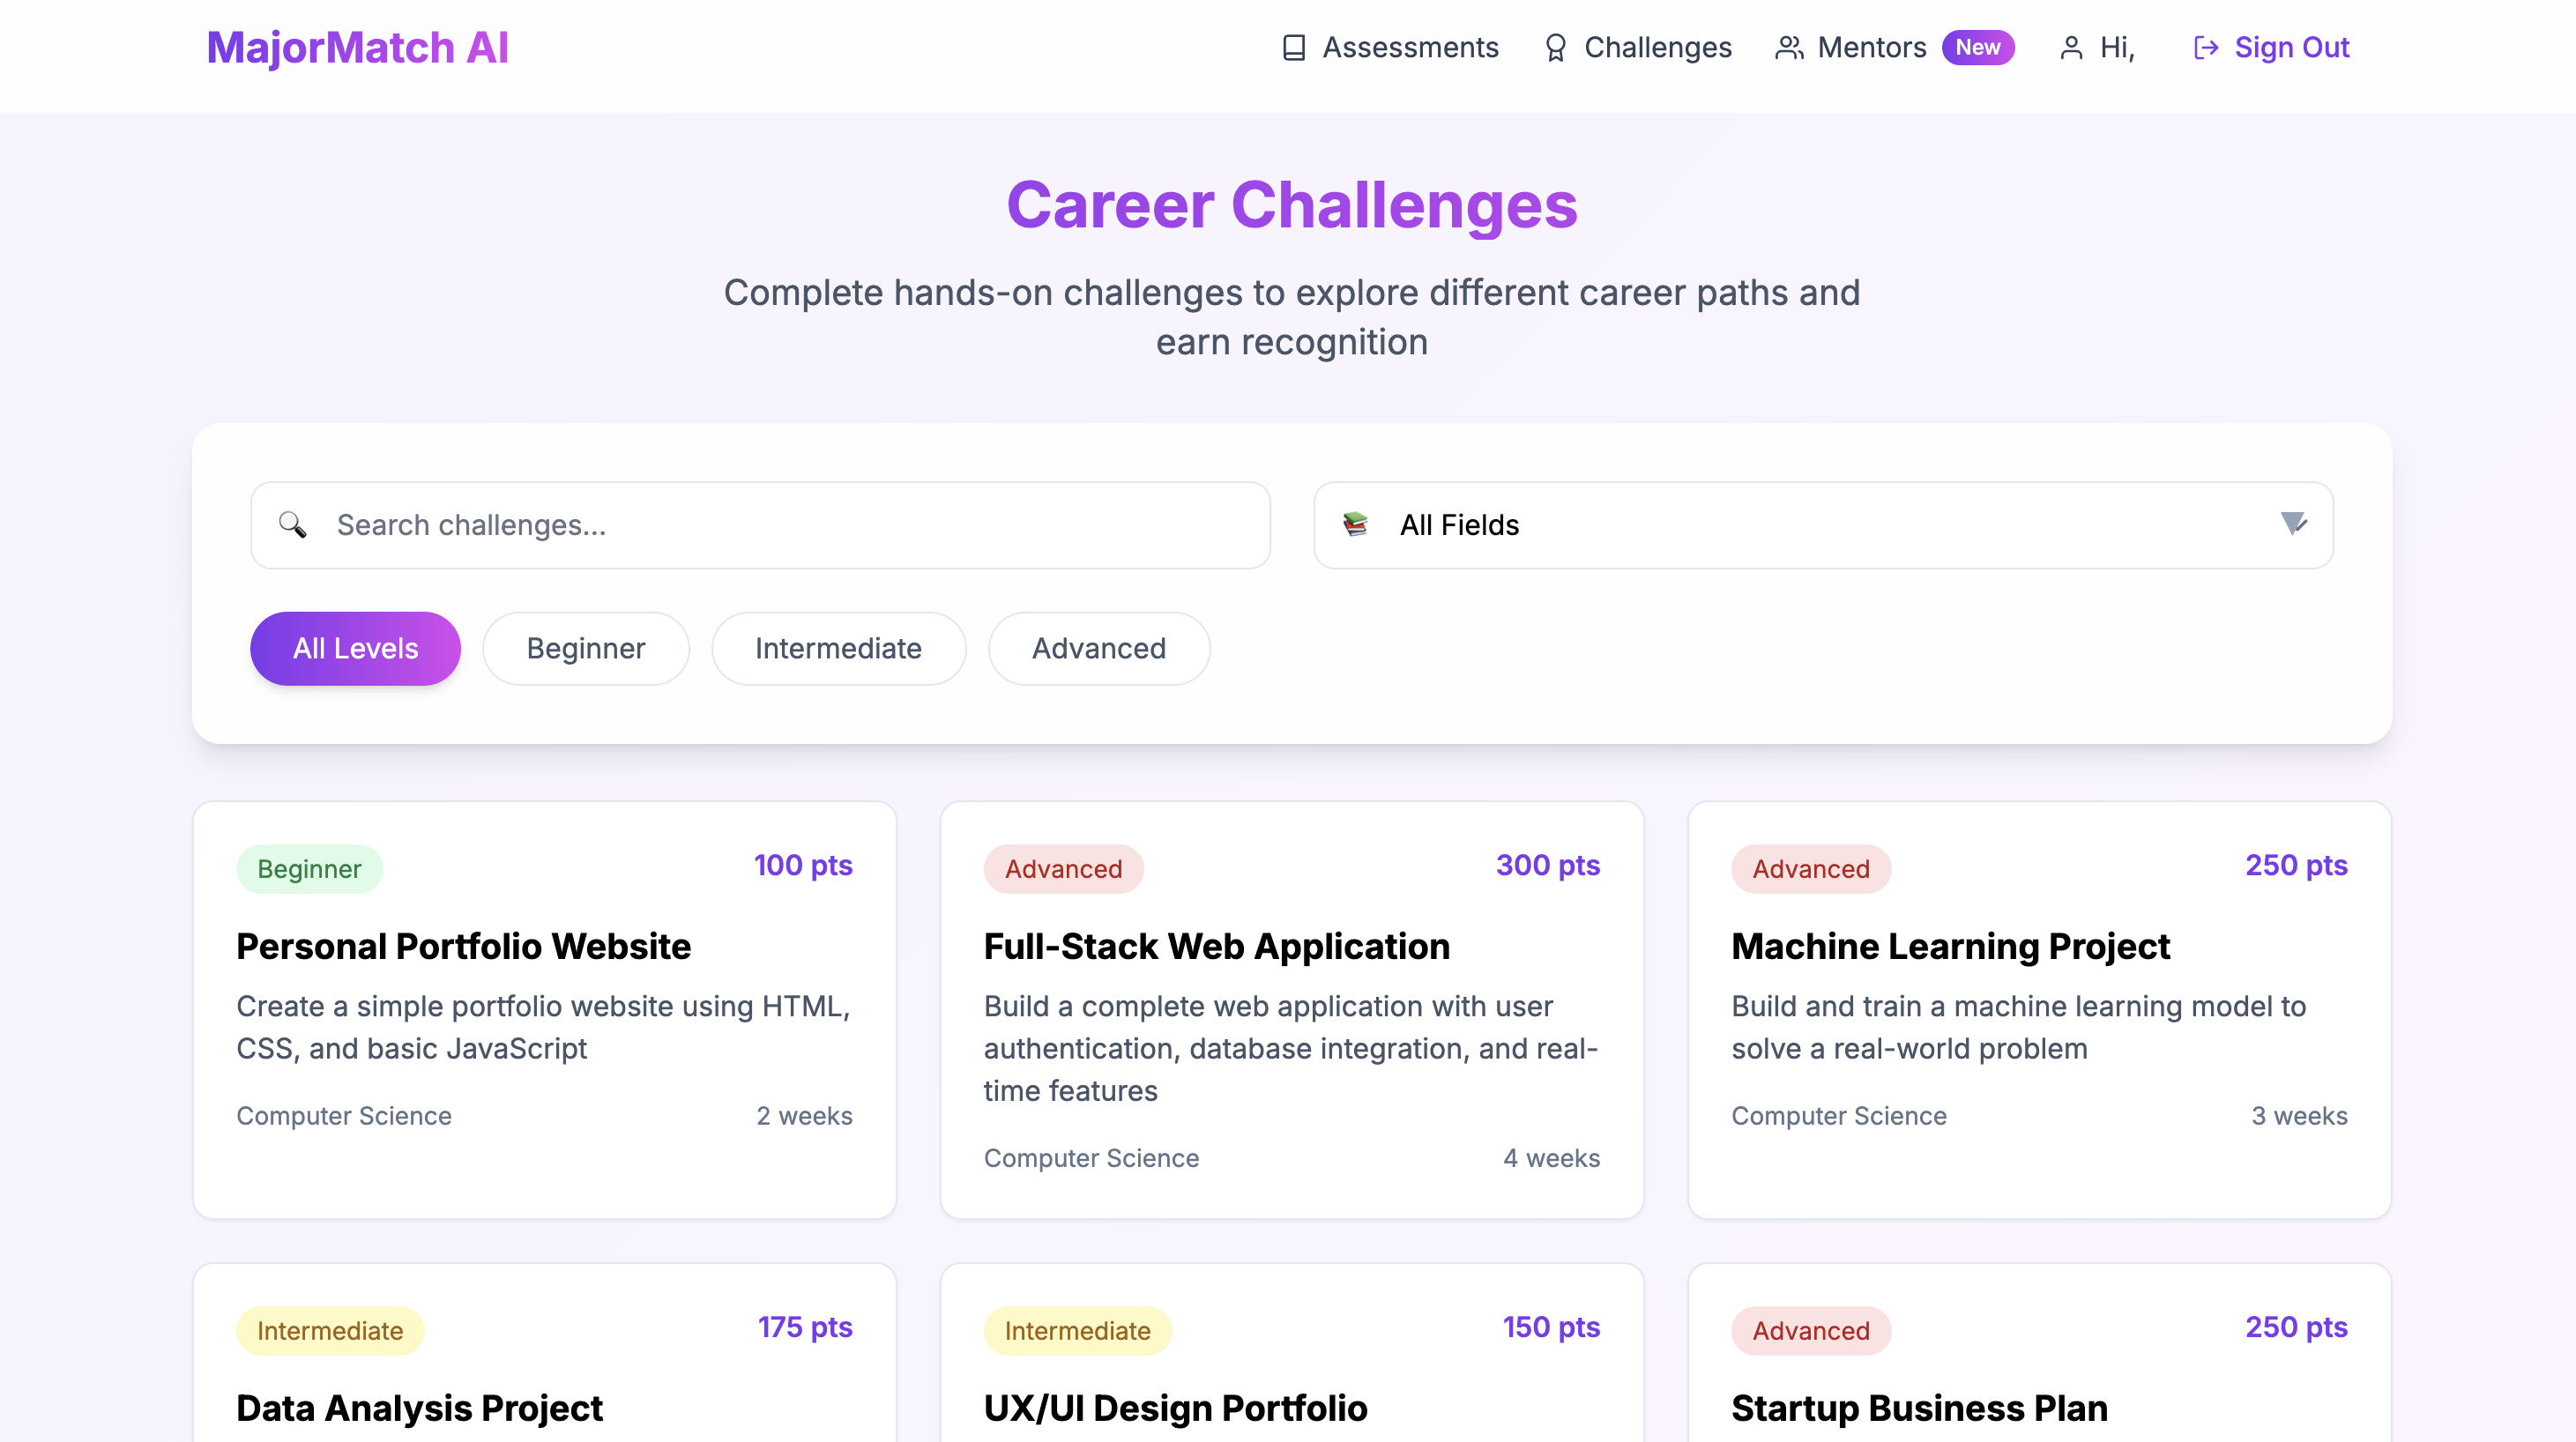 MajorMatch AI
Assessments
Challenges
Mentors New
Hi,
Sign Out
Career Challenges
Complete hands-on challenges to explore different career paths and
earn recognition
Search challenges...
All Fields
All Levels
Beginner
Intermediate
Advanced
Beginner
100 pts
Personal Portfolio Website
Create a simple portfolio website using HTML,
CSS, and basic JavaScript
Computer Science
2 weeks
Advanced
300 pts
Full-Stack Web Application
Build a complete web application with user
authentication, database integration, and real-
time features
Computer Science
4 weeks
Advanced
250 pts
Machine Learning Project
Build and train a machine learning model to
solve a real-world problem
Computer Science
3 weeks
Intermediate
175 pts
Data Analysis Project
Intermediate
150 pts
UX/UI Design Portfolio
Advanced
250 pts
Startup Business Plan